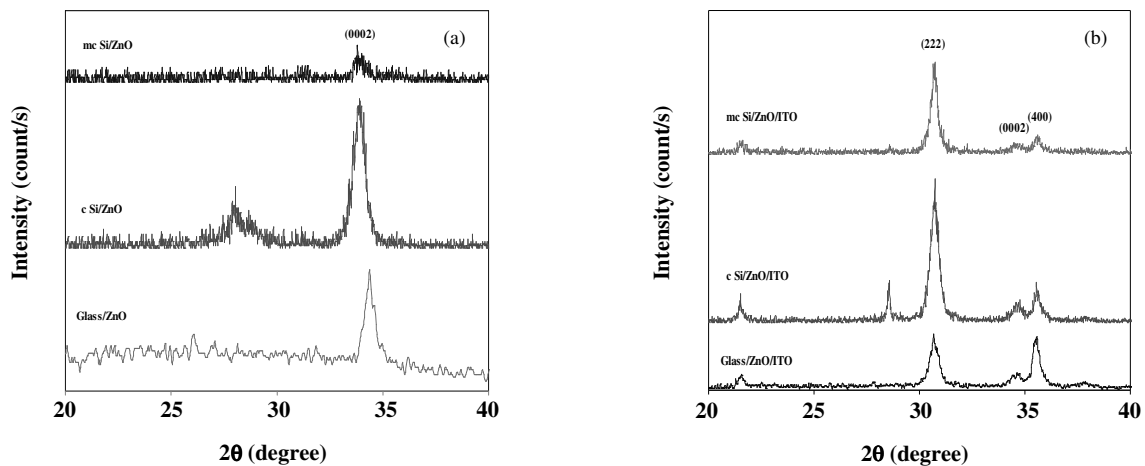 (a)
mc Si/ZnO
(0002)
c Si/ZnO
Glass/ZnO
Intensity (count/s)
20 25 30 35 40
2θ (degree)
(b)
(222)
mc Si/ZnO/ITO
(0002)
(400)
c Si/ZnO/ITO
Glass/ZnO/ITO
Intensity (count/s)
20 25 30 35 40
2θ (degree)